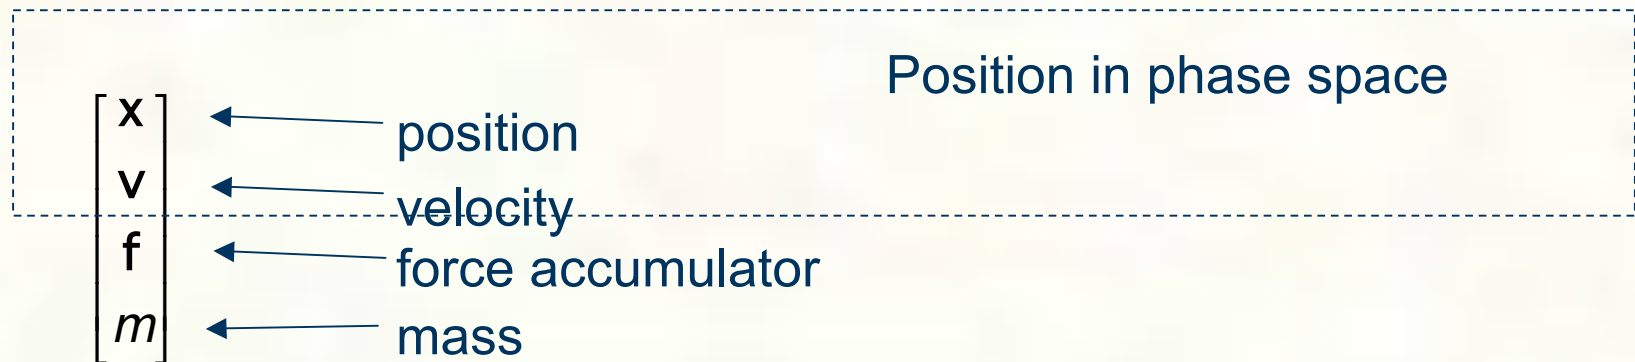 Position in phase space
x position
v velocity
f force accumulator
m mass